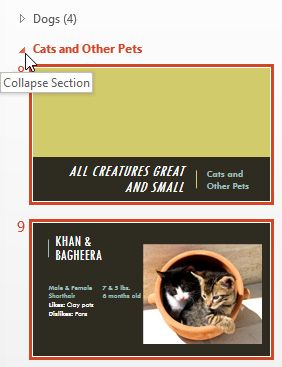 Dogs (4)
Cats and Other Pets
Collapse Section
ALL CREATURES GREAT
AND SMALL
Cats and
Other Pets
9
KHAN &
BAGHEERA
Male & Female
Shorthair
7 & 5 lbs.
6 months old
Likes: Clay pots
Dislikes: Fans